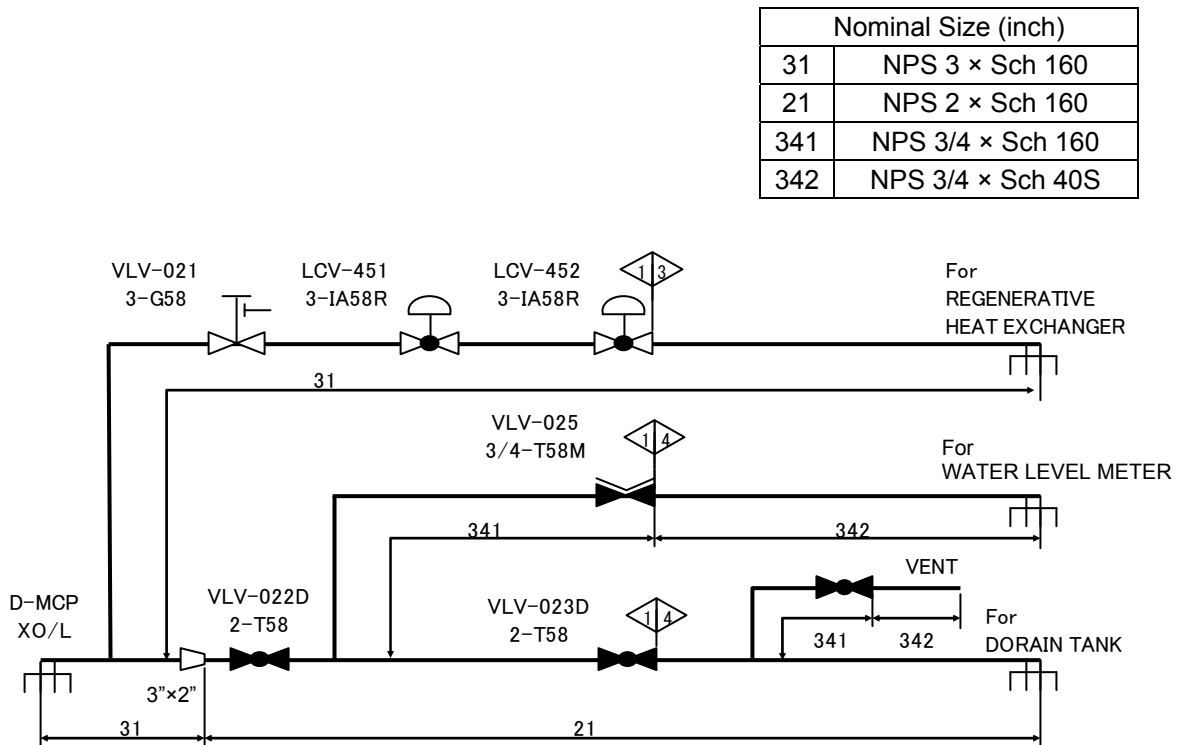 Nominal Size (inch)
31 NPS 3 × Sch 160
21 NPS 2 × Sch 160
341 NPS 3/4 × Sch 160
342 NPS 3/4 × Sch 40S
VLV-021
3-G58
LCV-451
3-IA58R
LCV-452
3-IA58R
1 3
For
REGENERATIVE
HEAT EXCHANGER
31
VLV-025
3/4-T58M
1 4
For
WATER LEVEL METER
341
342
VENT
D-MCP
XO/L
VLV-022D
2-T58
VLV-023D
2-T58
1 4
341
342
For
DORAIN TANK
3"×2"
31
21